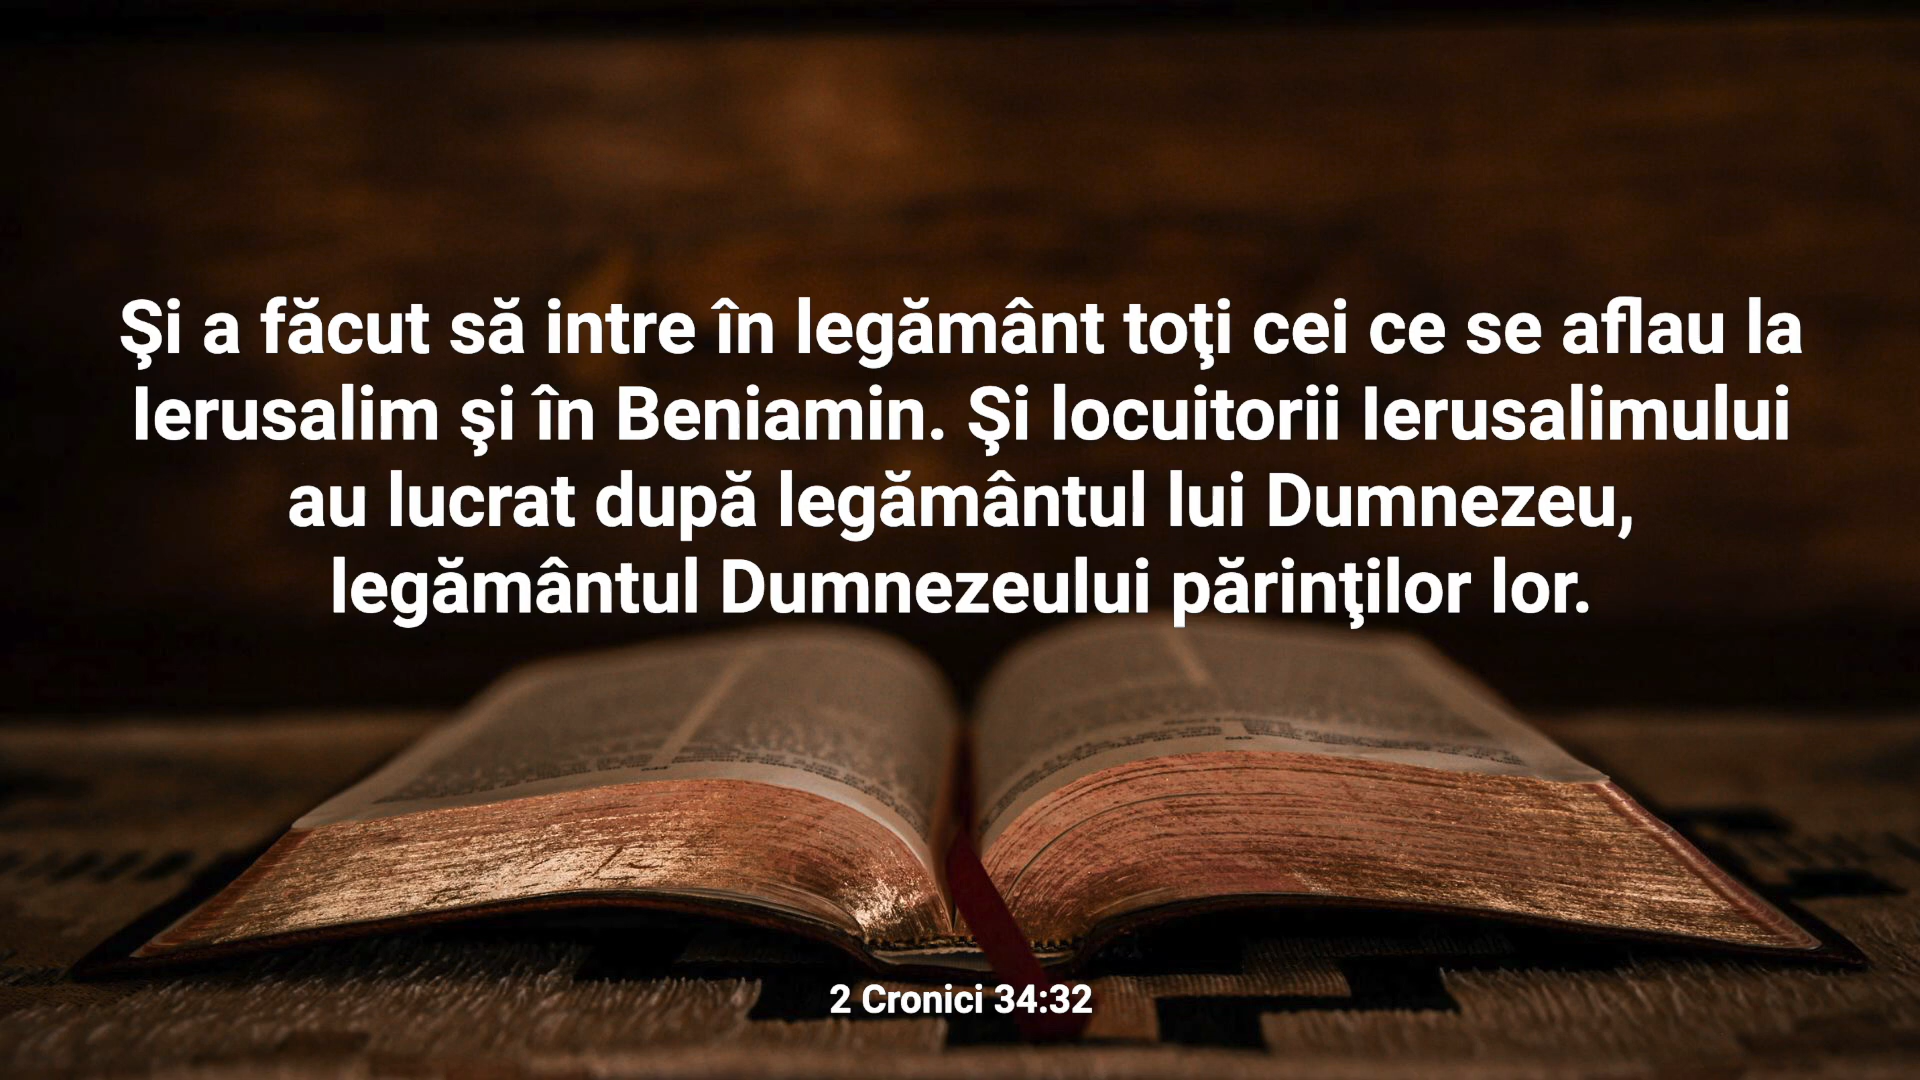 Şi a făcut să intre în legământ toţi cei ce se aflau la
Ierusalim şi în Beniamin. Şi locuitorii Ierusalimului
au lucrat după legământul lui Dumnezeu,
legământul Dumnezeului părinţilor lor.
2 Cronici 34:32